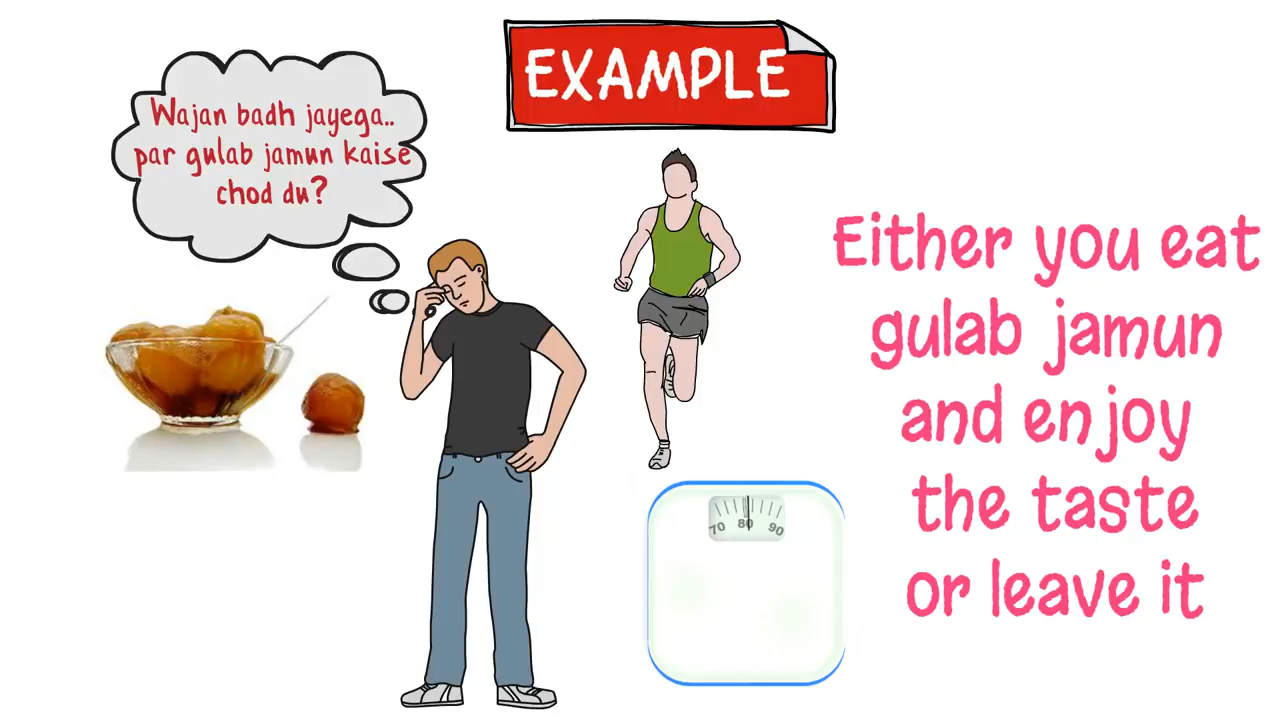 EXAMPLE
Wajan badh jayega..
par gulab jamun kaise
chod du?
Either you eat
gulab jamun
and enjoy
the taste
or leave it
70 80 90